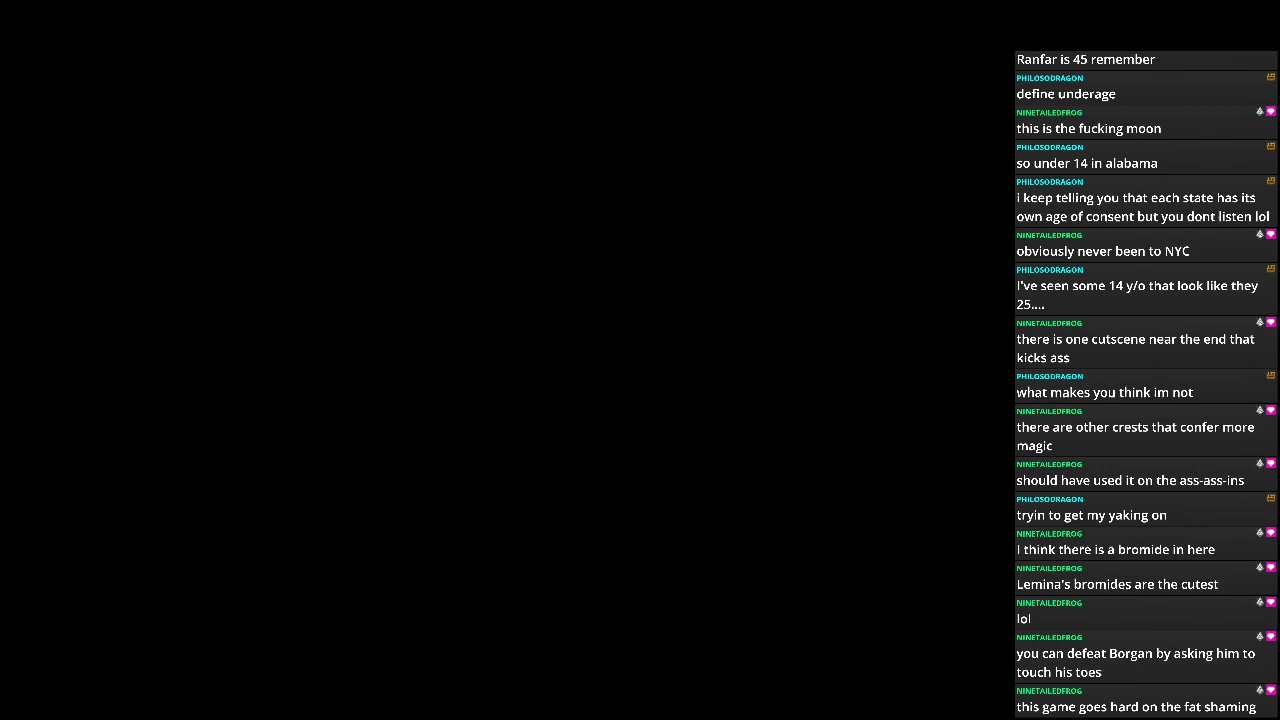 Ranfar is 45 remember
PHILOSODRAGON
define underage
NINETAILEDFROG
this is the fucking moon
PHILOSODRAGON
so under 14 in alabama
PHILOSODRAGON
i keep telling you that each state has its
own age of consent but you dont listen lol
NINETAILEDFROG
obviously never been to NYC
PHILOSODRAGON
I've seen some 14 y/o that look like they
25....
NINETAILEDFROG
there is one cutscene near the end that
kicks ass
PHILOSODRAGON
what makes you think im not
NINETAILEDFROG
there are other crests that confer more
magic
NINETAILEDFROG
should have used it on the ass-ass-ins
PHILOSODRAGON
tryin to get my yaking on
NINETAILEDFROG
I think there is a bromide in here
NINETAILEDFROG
Lemina's bromides are the cutest
NINETAILEDFROG
lol
NINETAILEDFROG
you can defeat Borgan by asking him to
touch his toes
NINETAILEDFROG
this game goes hard on the fat shaming